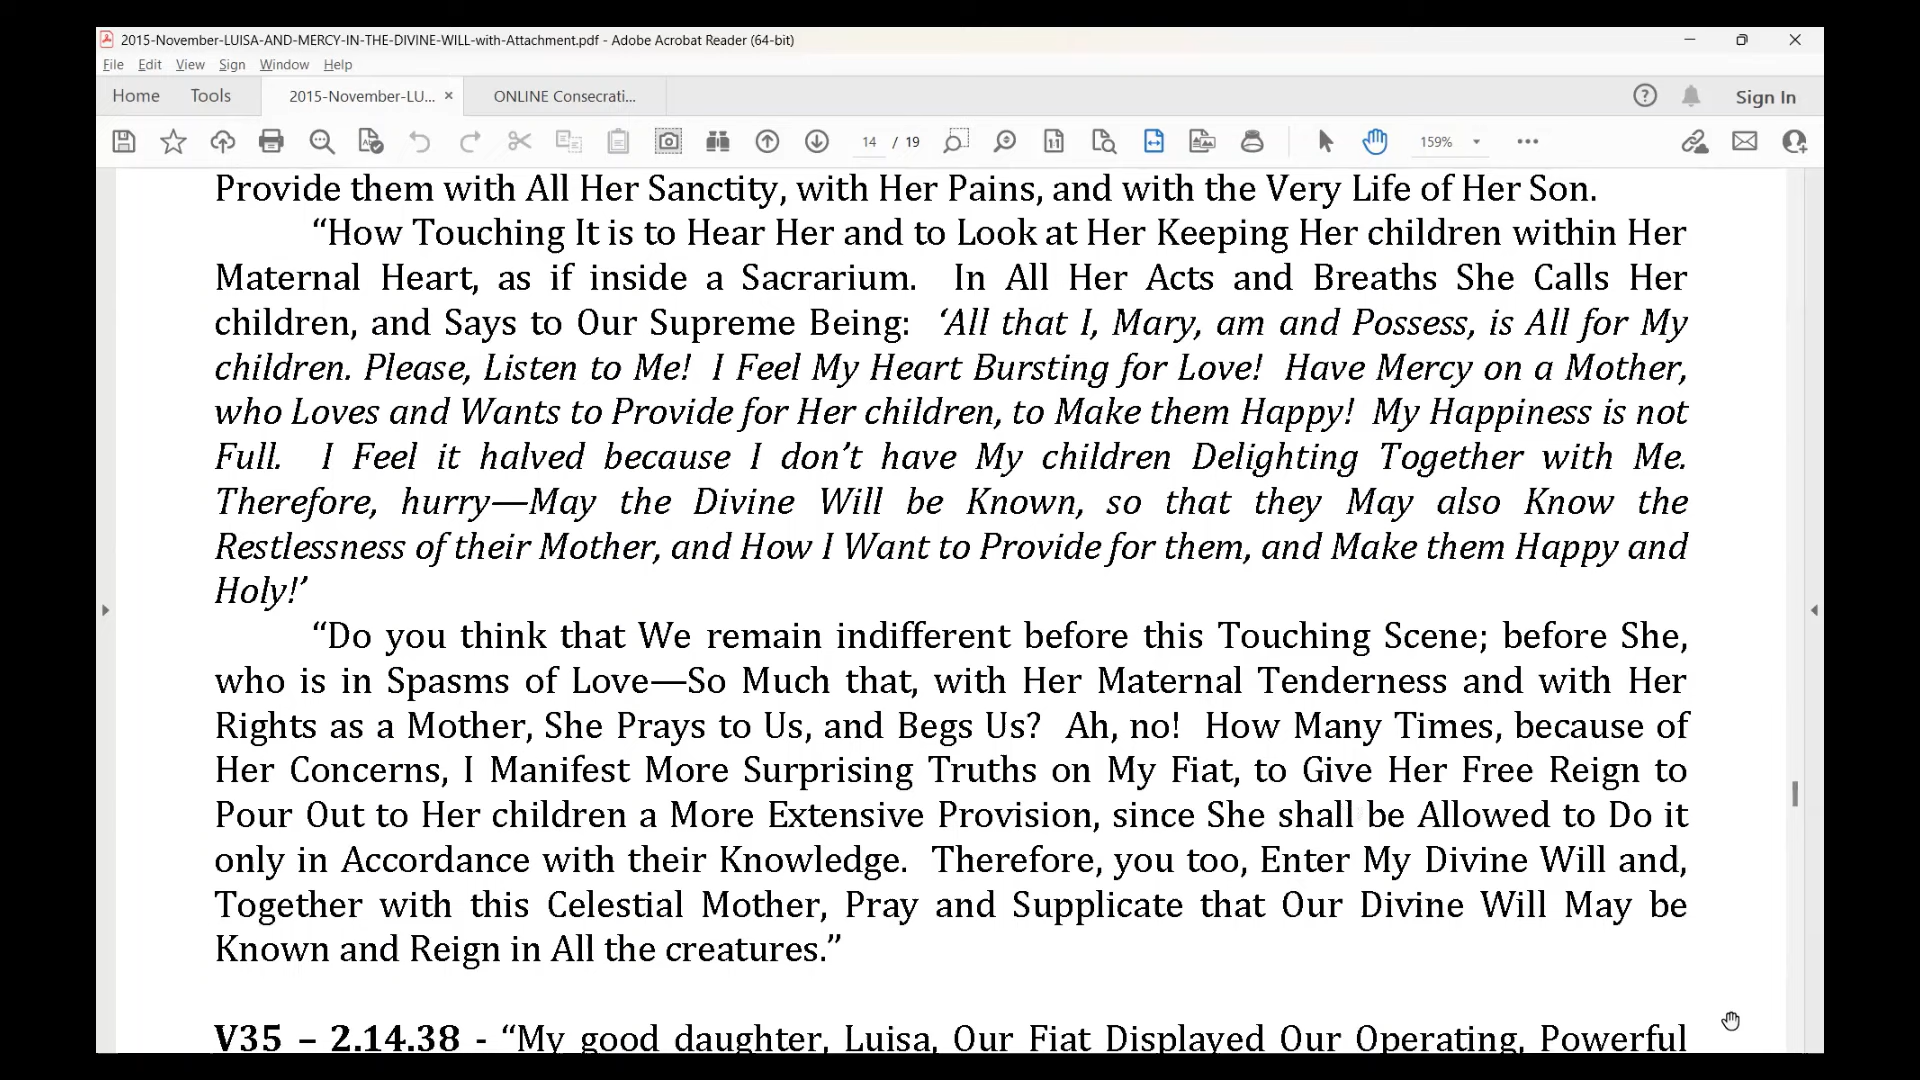 2015-November-LUISA-AND-MERCY-IN-THE-DIVINE-WILL-with-Attachment.pdf - Adobe Acrobat Reader (64-bit)
File Edit View Sign Window Help
Home Tools 2015-November-LU... × ONLINE Consecrati... Sign In
14 / 19 159%
Provide them with All Her Sanctity, with Her Pains, and with the Very Life of Her Son.
“How Touching It is to Hear Her and to Look at Her Keeping Her children within Her
Maternal Heart, as if inside a Sacrarium. In All Her Acts and Breaths She Calls Her
children, and Says to Our Supreme Being: ‘All that I, Mary, am and Possess, is All for My
children. Please, Listen to Me! I Feel My Heart Bursting for Love! Have Mercy on a Mother,
who Loves and Wants to Provide for Her children, to Make them Happy! My Happiness is not
Full. I Feel it halved because I don’t have My children Delighting Together with Me.
Therefore, hurry—May the Divine Will be Known, so that they May also Know the
Restlessness of their Mother, and How I Want to Provide for them, and Make them Happy and
Holy!’
“Do you think that We remain indifferent before this Touching Scene; before She,
who is in Spasms of Love—So Much that, with Her Maternal Tenderness and with Her
Rights as a Mother, She Prays to Us, and Begs Us? Ah, no! How Many Times, because of
Her Concerns, I Manifest More Surprising Truths on My Fiat, to Give Her Free Reign to
Pour Out to Her children a More Extensive Provision, since She shall be Allowed to Do it
only in Accordance with their Knowledge. Therefore, you too, Enter My Divine Will and,
Together with this Celestial Mother, Pray and Supplicate that Our Divine Will May be
Known and Reign in All the creatures.”
V35 – 2.14.38 - “My good daughter, Luisa, Our Fiat Displayed Our Operating, Powerful